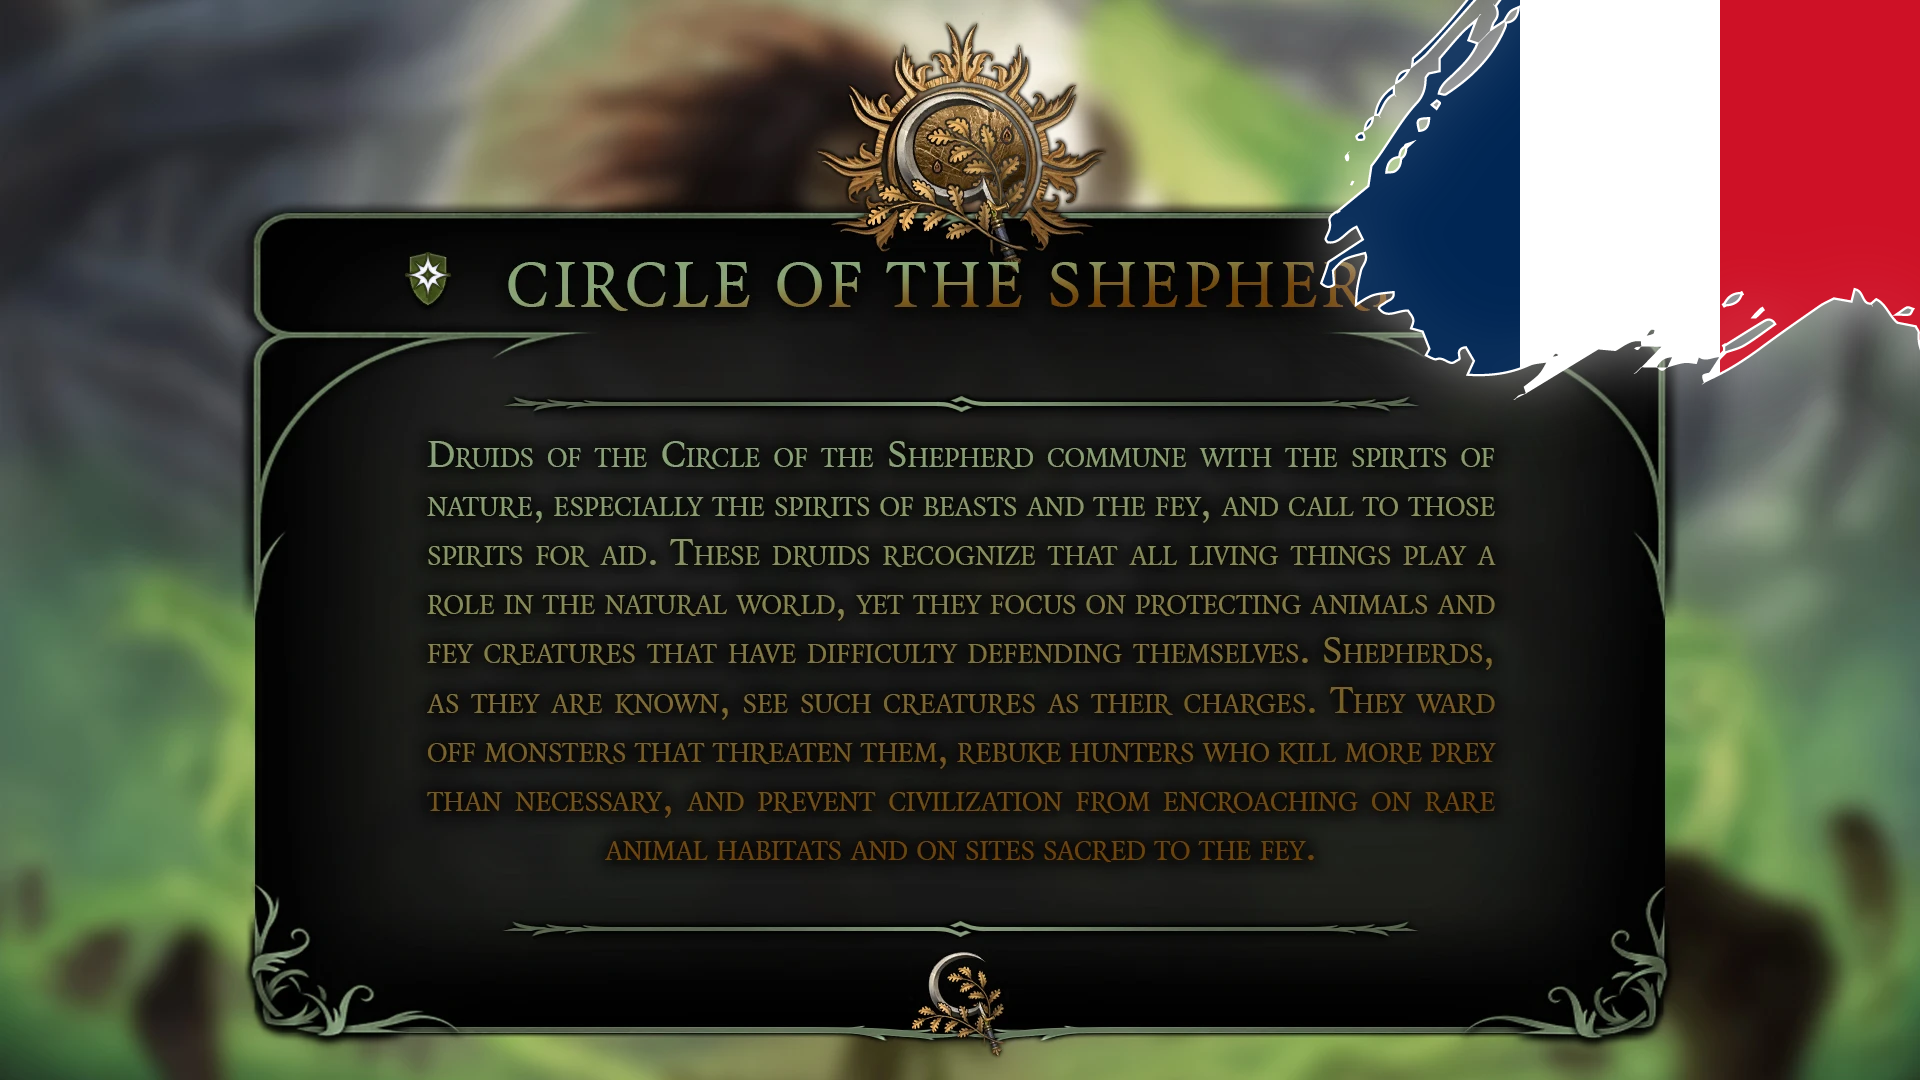 CIRCLE OF THE SHEPHER
Druids of the Circle of the Shepherd commune with the spirits of
nature, especially the spirits of beasts and the fey, and call to those
spirits for aid. These druids recognize that all living things play a
role in the natural world, yet they focus on protecting animals and
fey creatures that have difficulty defending themselves. Shepherds,
as they are known, see such creatures as their charges. They ward
off monsters that threaten them, rebuke hunters who kill more prey
than necessary, and prevent civilization from encroaching on rare
animal habitats and on sites sacred to the fey.